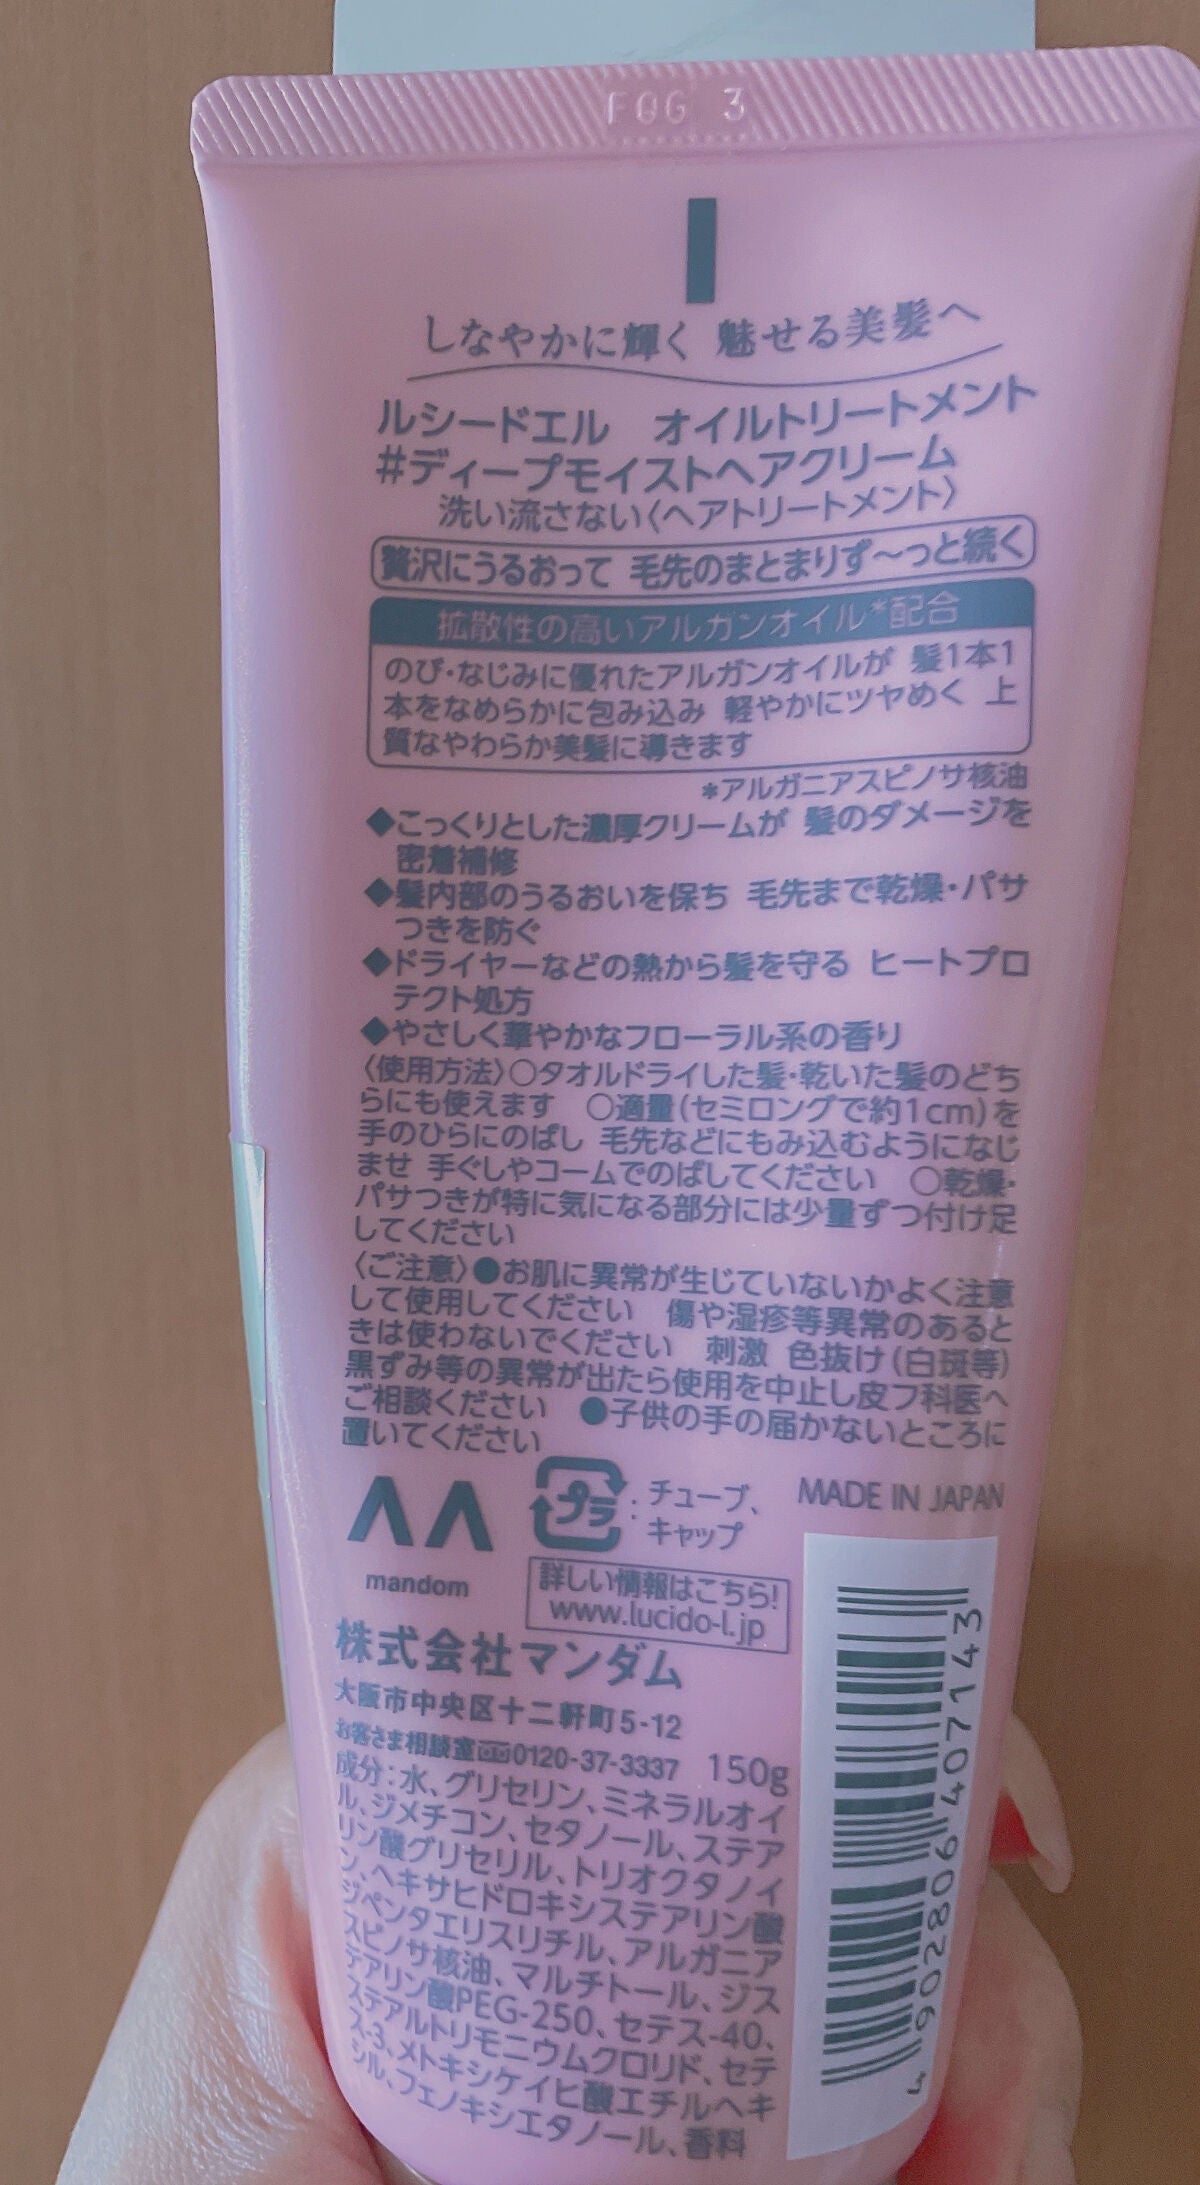 FQG 3
しなやかに輝く 魅せる美髪へ
ルシードエル オイルトリートメント
#ディープモイストヘアクリーム
洗い流さない〈ヘアトリートメント〉
贅沢にうるおって 毛先のまとまりず〜っと続く
拡散性の高いアルガンオイル*配合
のび・なじみに優れたアルガンオイルが 髪1本1
本をなめらかに包み込み 軽やかにツヤめく 上
質なやわらか美髪に導きます
*アルガニアスピノサ核油
◆こっくりとした濃厚クリームが 髪のダメージを
密着補修
◆髪内部のうるおいを保ち 毛先まで乾燥・パサ
つきを防ぐ
◆ドライヤーなどの熱から髪を守る ヒートプロ
テクト処方
◆やさしく華やかなフローラル系の香り
〈使用方法〉○タオルドライした髪・乾いた髪のどち
らにも使えます ○適量(セミロングで約1cm)を
手のひらにのばし 毛先などにもみ込むようになじ
ませ 手ぐしやコームでのばしてください ○乾燥・
パサつきが特に気になる部分には少量ずつ付け足
してください
〈ご注意〉●お肌に異常が生じていないかよく注意
して使用してください 傷や湿疹等異常のあると
きは使わないでください 刺激 色抜け(白斑等)
黒ずみ等の異常が出たら使用を中止し皮フ科医へ
ご相談ください ●子供の手の届かないところに
置いてください
プラ : チューブ、
キャップ
MADE IN JAPAN
mandom
詳しい情報はこちら!
www.lucido-l.jp
株式会社マンダム
大阪市中央区十二軒町5-12
お客さま相談室 0120-37-3337 150g
成分:水、グリセリン、ミネラルオイ
ル、ジメチコン、セタノール、ステア
リン酸グリセリル、トリオクタノイ
ン、ヘキサヒドロキシステアリン酸
ジペンタエリスリチル、アルガニア
スピノサ核油、マルチトール、ジス
テアリン酸PEG-250、セテス-40、
ステアルトリモニウムクロリド、セテ
ス-3、メトキシケイヒ酸エチルヘキ
シル、フェノキシエタノール、香料
4902806407143